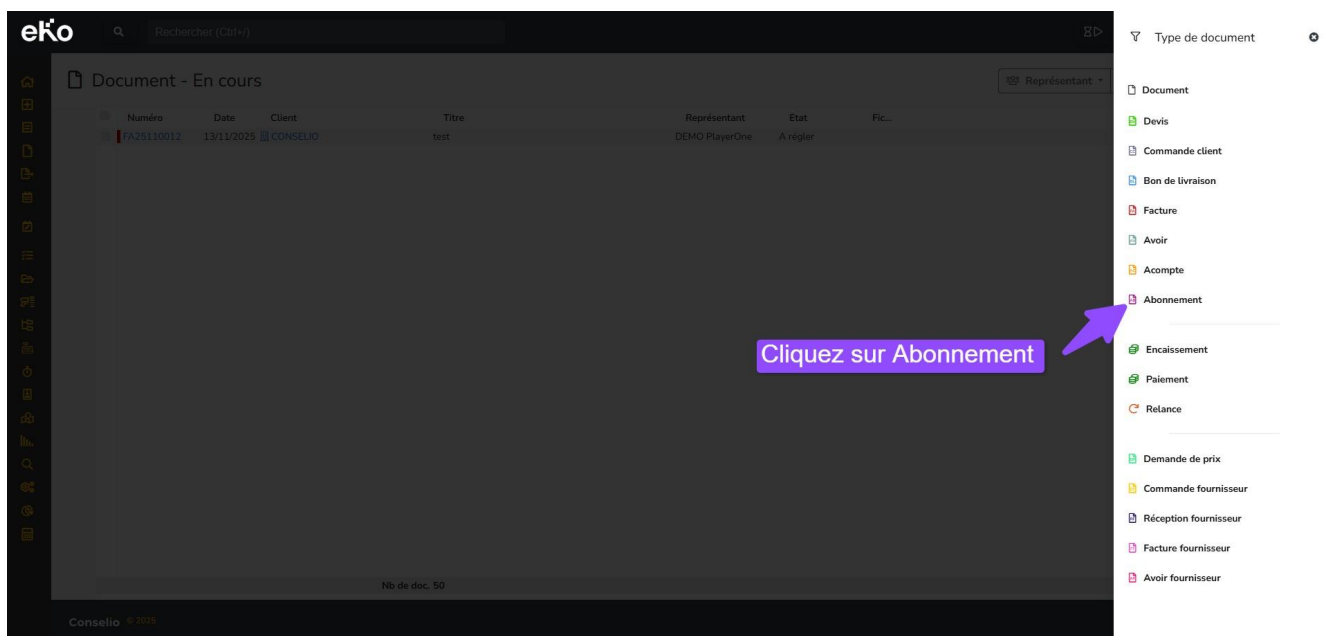 eko
Rechercher (Ctrl+/)
Type de document
Document - En cours
Représentant
Numéro Date Client Titre Représentant Etat Fic...
FA25110012 13/11/2025 CONSELIO test DEMO PlayerOne A régler
Document
Devis
Commande client
Bon de livraison
Facture
Avoir
Acompte
Abonnement
Cliquez sur Abonnement
Encaissement
Paiement
Relance
Demande de prix
Commande fournisseur
Réception fournisseur
Facture fournisseur
Avoir fournisseur
Nb de doc. 50
Conselio © 2025